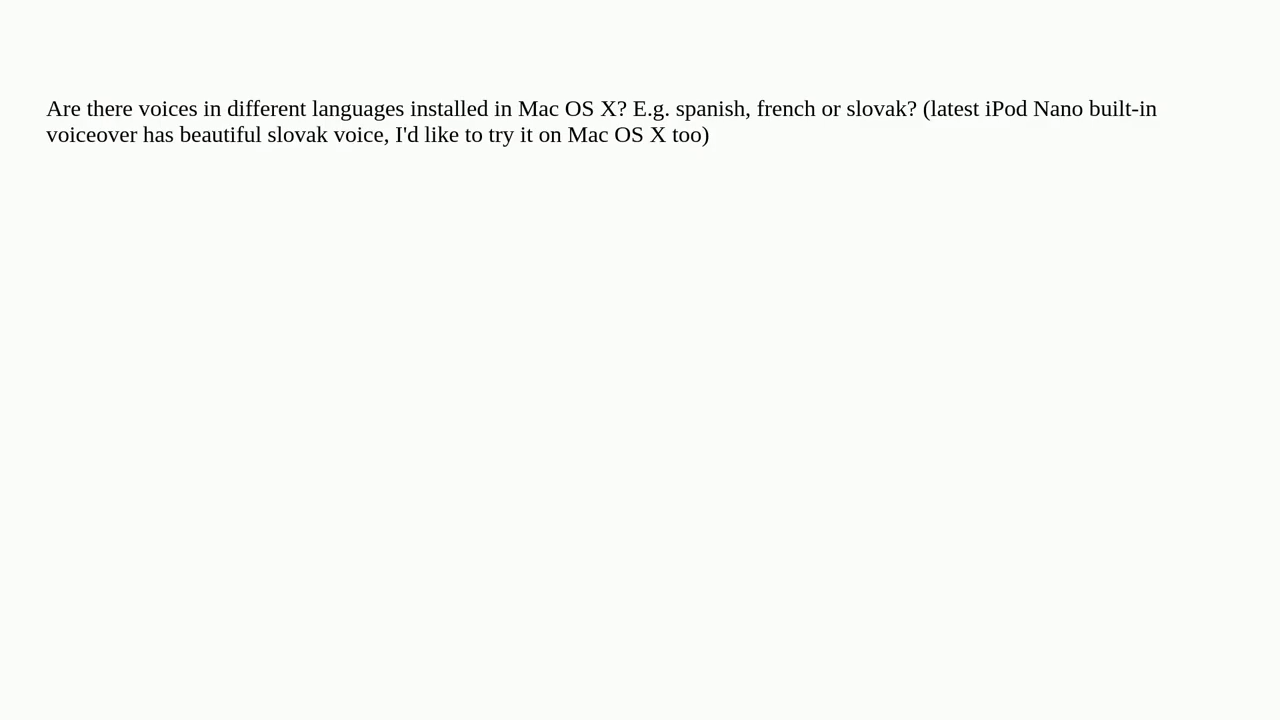 Are there voices in different languages installed in Mac OS X? E.g. spanish, french or slovak? (latest iPod Nano built-in
voiceover has beautiful slovak voice, I'd like to try it on Mac OS X too)